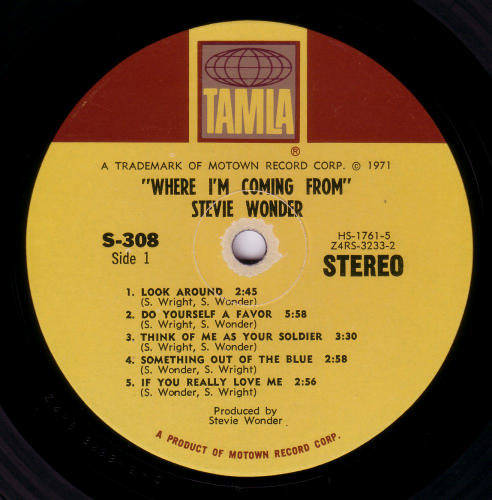 TAMLA
®
A TRADEMARK OF MOTOWN RECORD CORP. © 1971
"WHERE I'M COMING FROM"
STEVIE WONDER
S-308
Side 1
HS-1761-5
Z4RS-3233-2
STEREO
1. LOOK AROUND 2:45
(S. Wright, S. Wonder)
2. DO YOURSELF A FAVOR 5:58
(S. Wright, S. Wonder)
3. THINK OF ME AS YOUR SOLDIER 3:30
(S. Wright, S. Wonder)
4. SOMETHING OUT OF THE BLUE 2:58
(S. Wonder, S. Wright)
5. IF YOU REALLY LOVE ME 2:56
(S. Wonder, S. Wright)
Produced by
Stevie Wonder
A PRODUCT OF MOTOWN RECORD CORP.